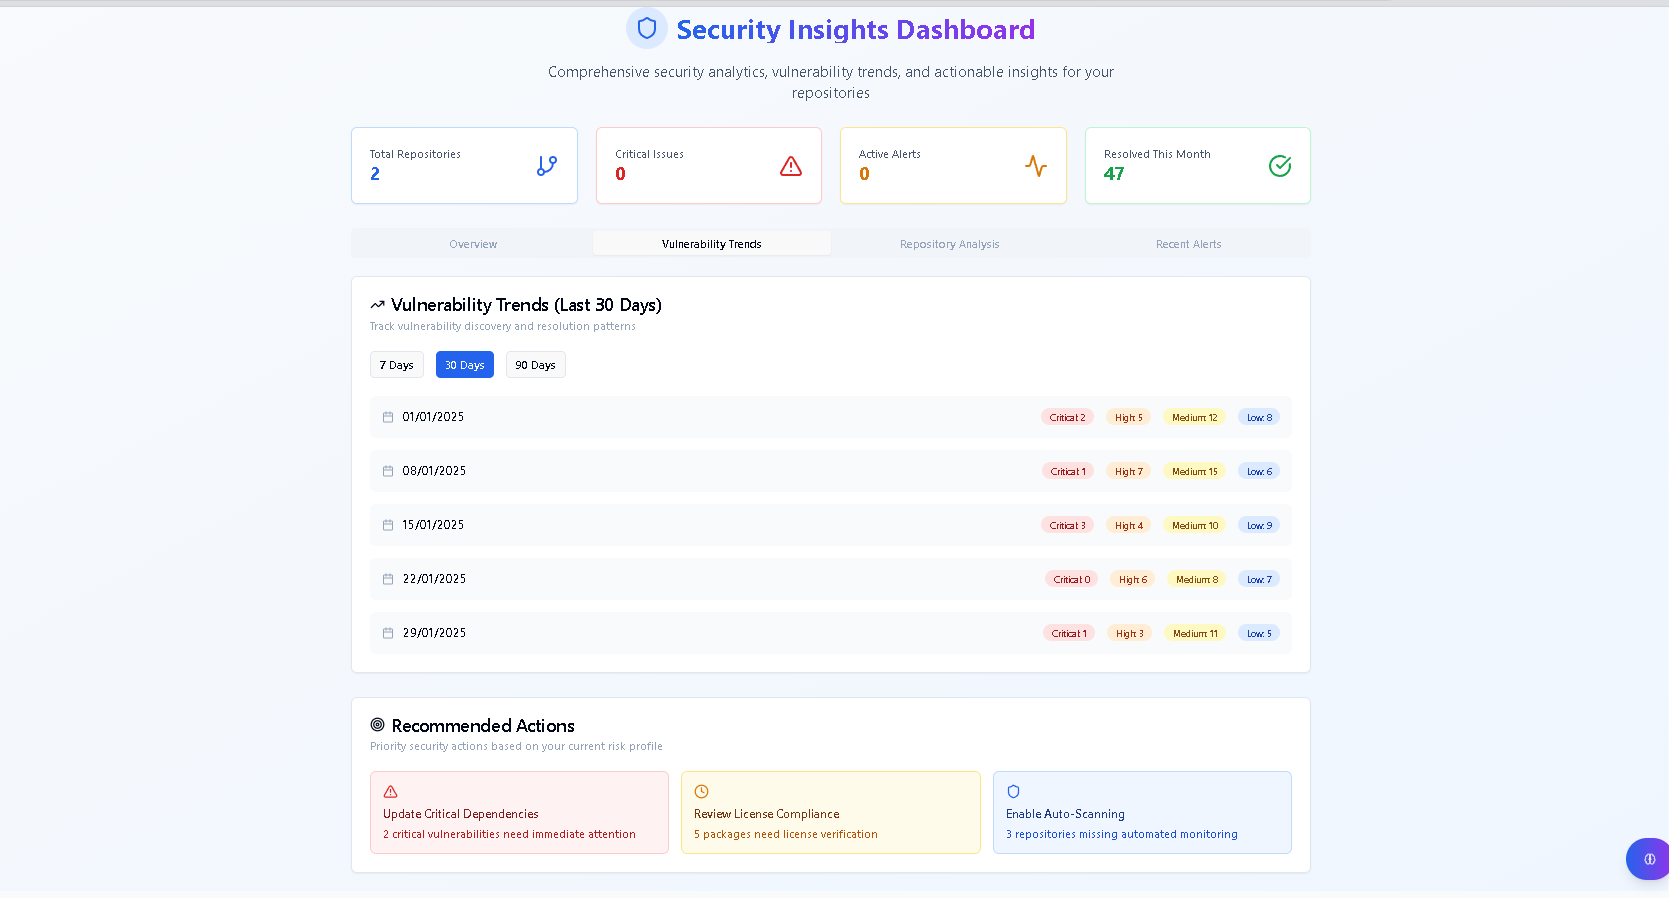 Security Insights Dashboard
Comprehensive security analytics, vulnerability trends, and actionable insights for your
repositories
Total Repositories
2
Critical Issues
0
Active Alerts
0
Resolved This Month
47
Overview
Vulnerability Trends
Repository Analysis
Recent Alerts
Vulnerability Trends (Last 30 Days)
Track vulnerability discovery and resolution patterns
7 Days
30 Days
90 Days
01/01/2025
Critical: 2
High: 5
Medium: 12
Low: 8
08/01/2025
Critical: 1
High: 7
Medium: 15
Low: 6
15/01/2025
Critical: 3
High: 4
Medium: 10
Low: 9
22/01/2025
Critical: 0
High: 6
Medium: 8
Low: 7
29/01/2025
Critical: 1
High: 3
Medium: 11
Low: 5
Recommended Actions
Priority security actions based on your current risk profile
Update Critical Dependencies
2 critical vulnerabilities need immediate attention
Review License Compliance
5 packages need license verification
Enable Auto-Scanning
3 repositories missing automated monitoring